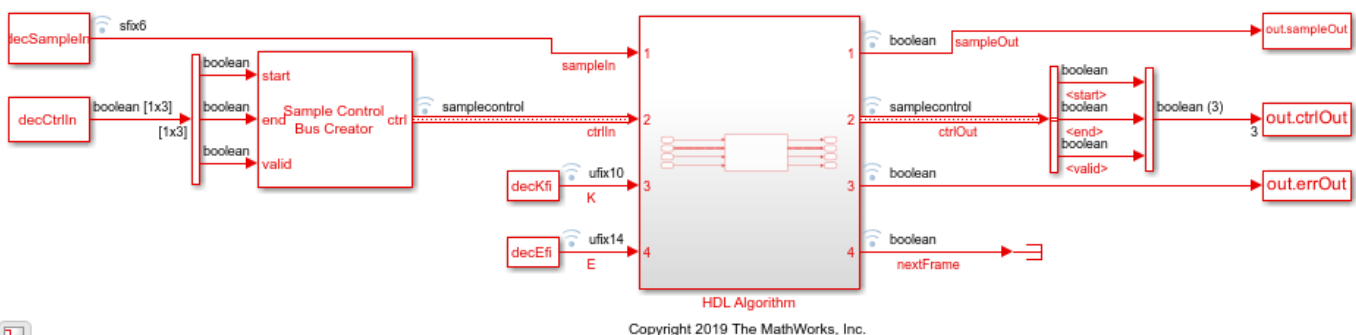 decSampleIn
sfix6
sampleIn
decCtrlIn
boolean [1x3]
[1x3]
boolean
boolean
boolean
start
end
valid
Sample Control
Bus Creator
ctrl
samplecontrol
ctrlIn
decKfi
ufix10
K
decEfi
ufix14
E
1
2
3
4
1
2
3
4
HDL Algorithm
boolean
sampleOut
out.sampleOut
samplecontrol
ctrlOut
boolean
<start>
boolean
<end>
boolean
<valid>
boolean (3)
3
out.ctrlOut
boolean
out.errOut
boolean
nextFrame
Copyright 2019 The MathWorks, Inc.